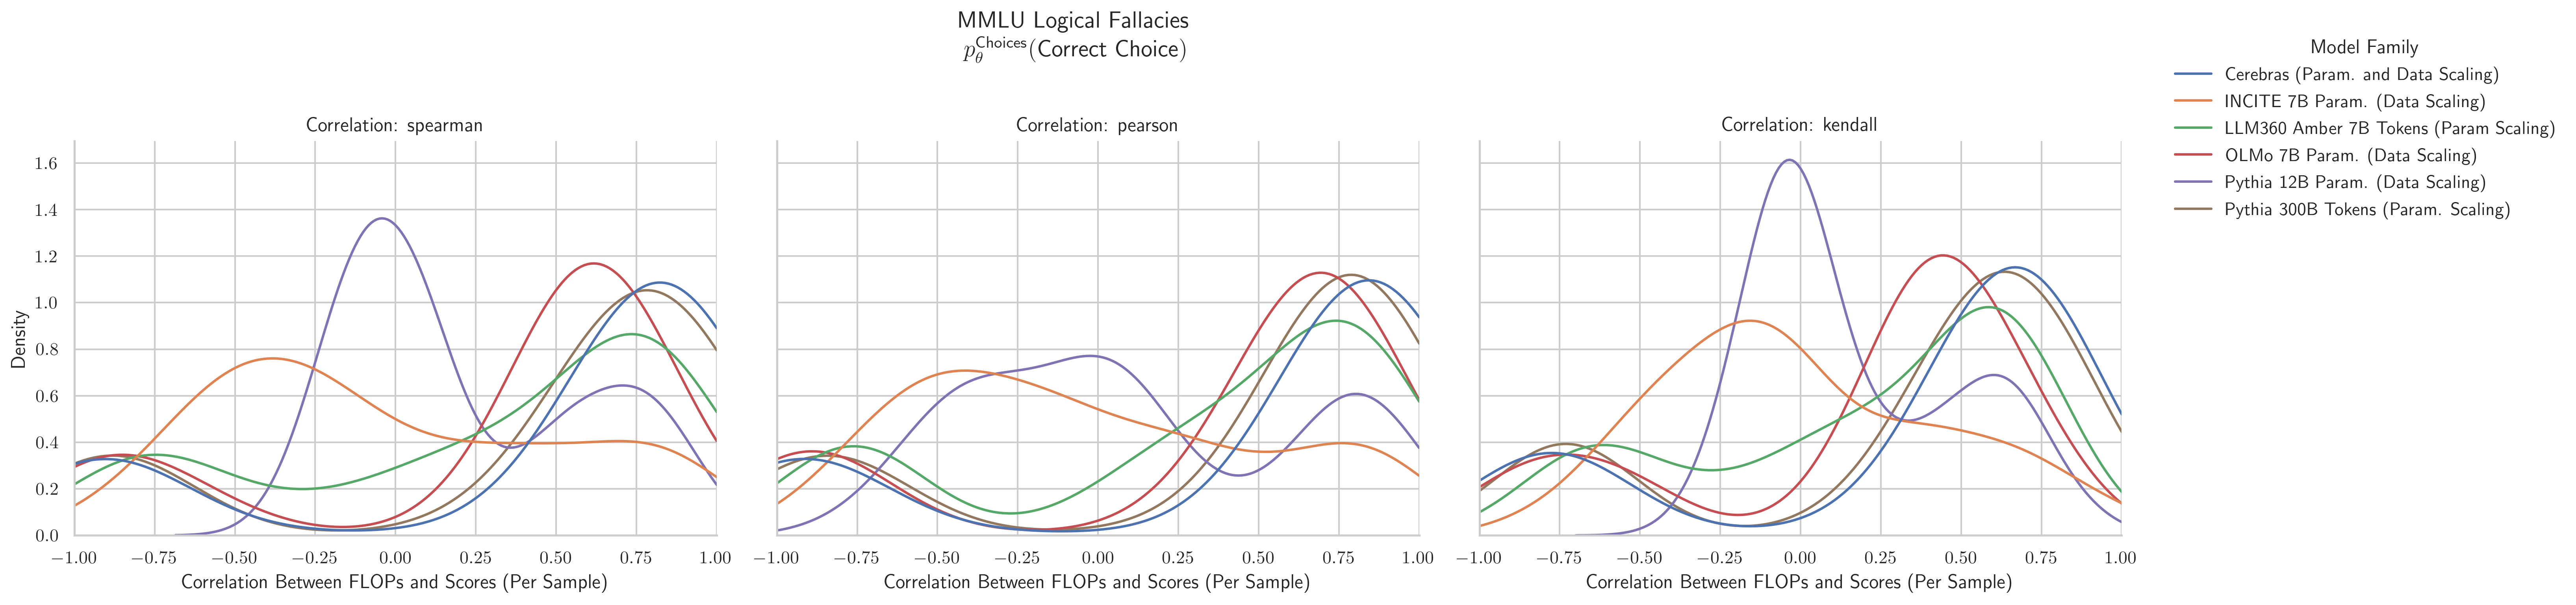 MMLU Logical Fallacies
p_θ^Choices(Correct Choice)
Model Family
Cerebras (Param. and Data Scaling)
INCITE 7B Param. (Data Scaling)
LLM360 Amber 7B Tokens (Param Scaling)
OLMo 7B Param. (Data Scaling)
Pythia 12B Param. (Data Scaling)
Pythia 300B Tokens (Param. Scaling)
Correlation: spearman
Correlation: pearson
Correlation: kendall
1.6
1.4
1.2
1.0
0.8
0.6
0.4
0.2
0.0
Density
−1.00 −0.75 −0.50 −0.25 0.00 0.25 0.50 0.75 1.00
−1.00 −0.75 −0.50 −0.25 0.00 0.25 0.50 0.75 1.00
−1.00 −0.75 −0.50 −0.25 0.00 0.25 0.50 0.75 1.00
Correlation Between FLOPs and Scores (Per Sample)
Correlation Between FLOPs and Scores (Per Sample)
Correlation Between FLOPs and Scores (Per Sample)